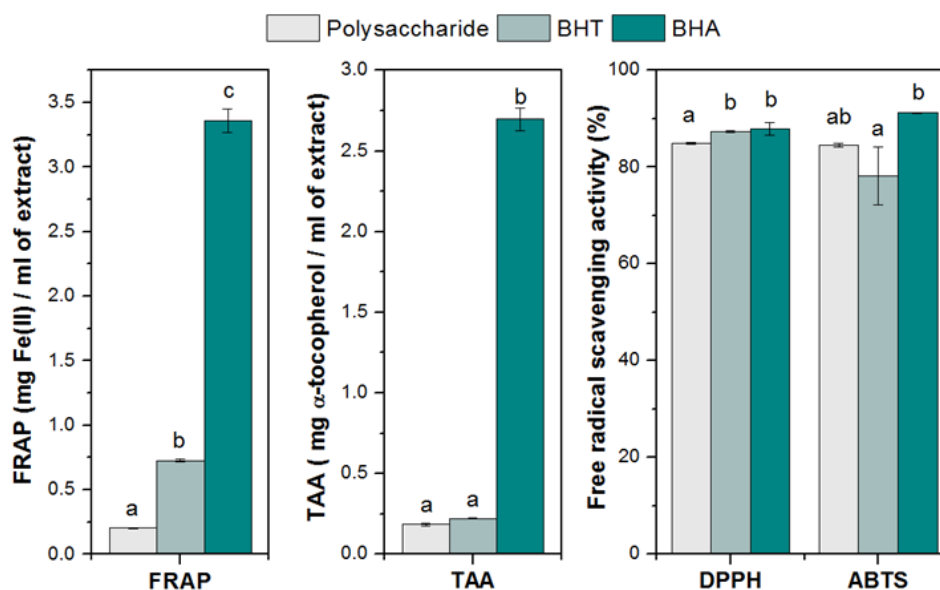 Polysaccharide BHT BHA
FRAP (mg Fe(II) / ml of extract)
3.5
3.0
2.5
2.0
1.5
1.0
0.5
0.0
a
b
c
FRAP
TAA ( mg α-tocopherol / ml of extract)
3.0
2.5
2.0
1.5
1.0
0.5
0.0
a
a
b
TAA
Free radical scavenging activity (%)
100
80
60
40
20
0
a
b
b
ab
a
b
DPPH ABTS